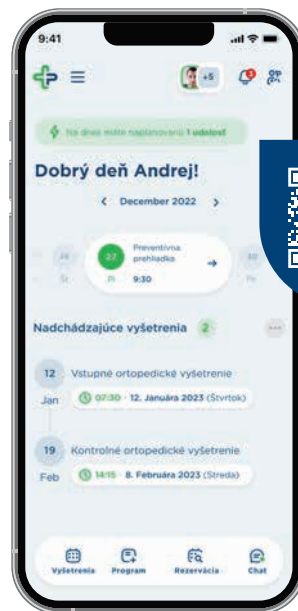 9:41
+5
Na dnes máte naplánovanú 1 udalosť
Dobrý deň Andrej!
December 2022
27
Preventívna
prehliadka
Pi
9:30
Nadchádzajúce vyšetrenia 2
12
Vstupné ortopedické vyšetrenie
Jan
07:30 - 12. Januára 2023 (Štvrtok)
19
Kontrolné ortopedické vyšetrenie
Feb
14:15 - 8. Februára 2023 (Streda)
Vyšetrenia Program Rezervácia Chat